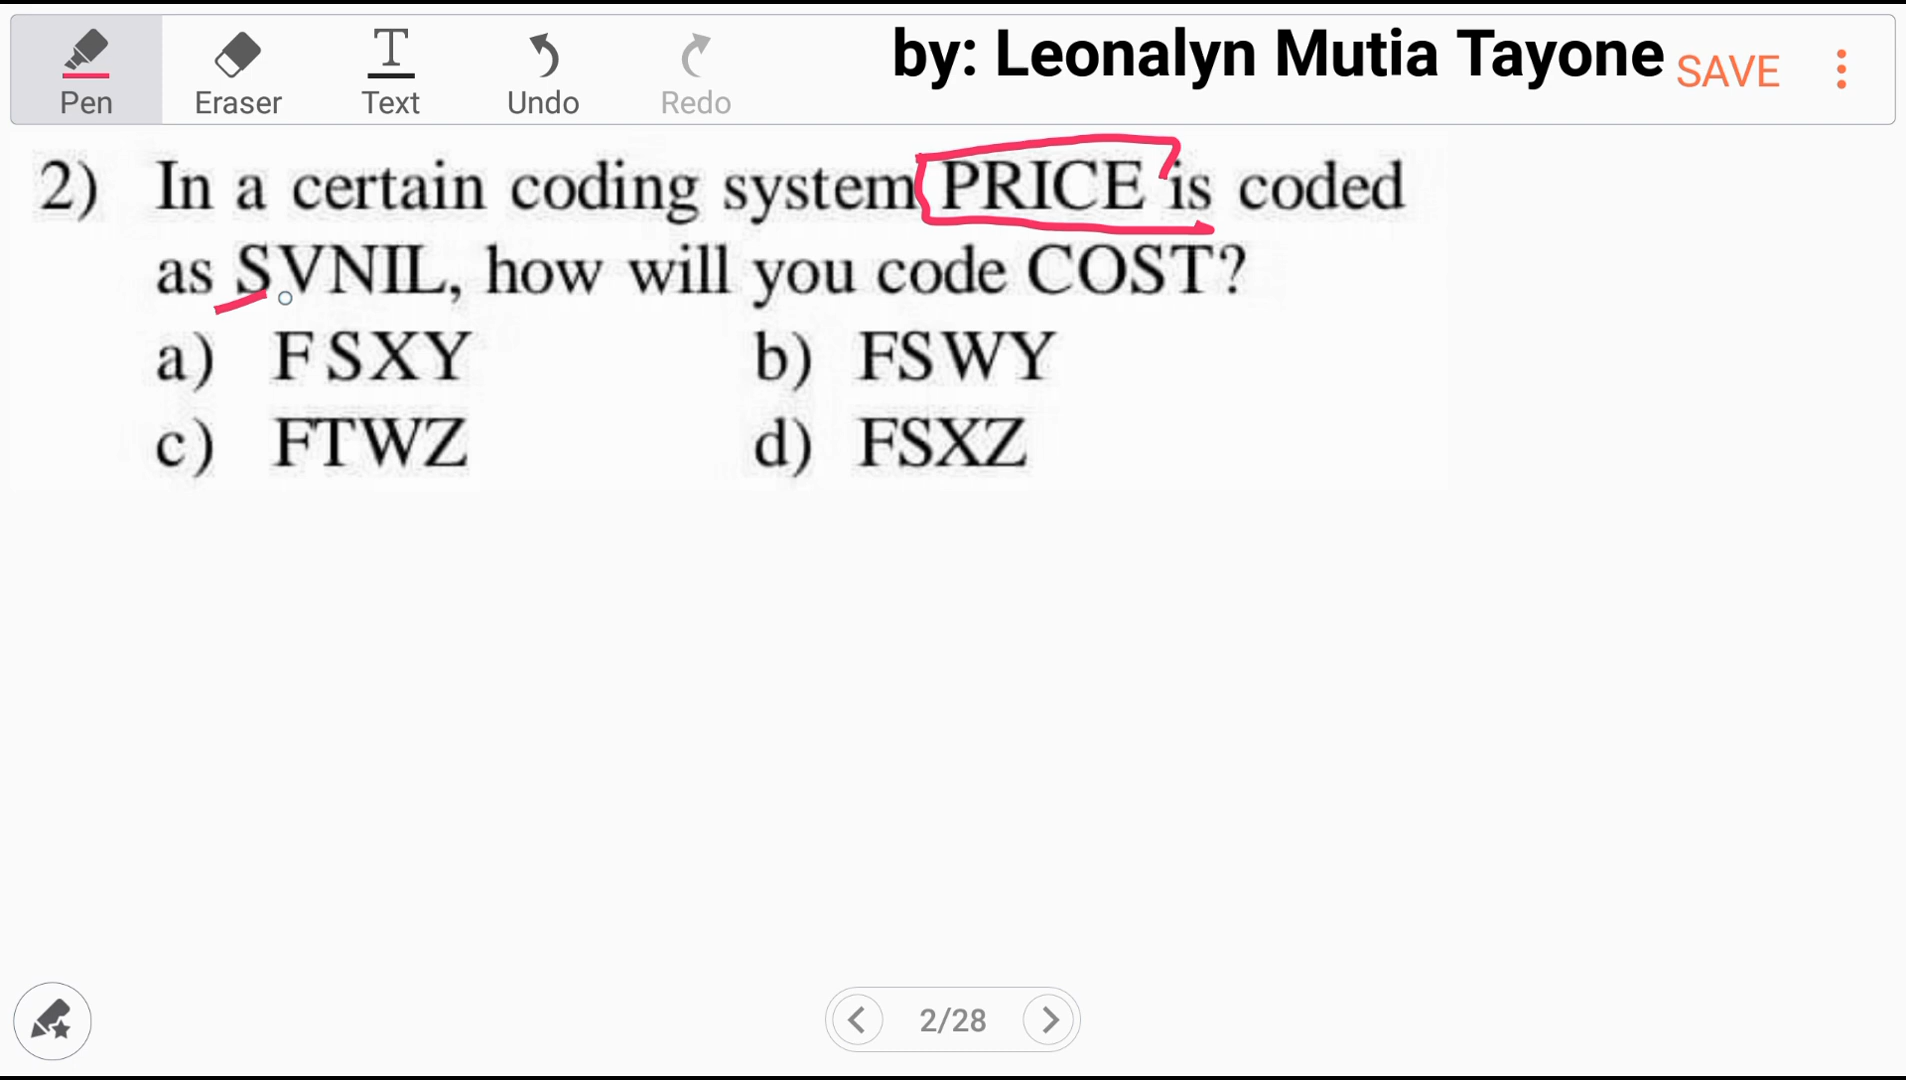 Pen
Eraser
Text
Undo
Redo
by: Leonalyn Mutia Tayone
SAVE
2) In a certain coding system PRICE is coded
as SVNIL, how will you code COST?
a) FSXY b) FSWY
c) FTWZ d) FSXZ
2/28